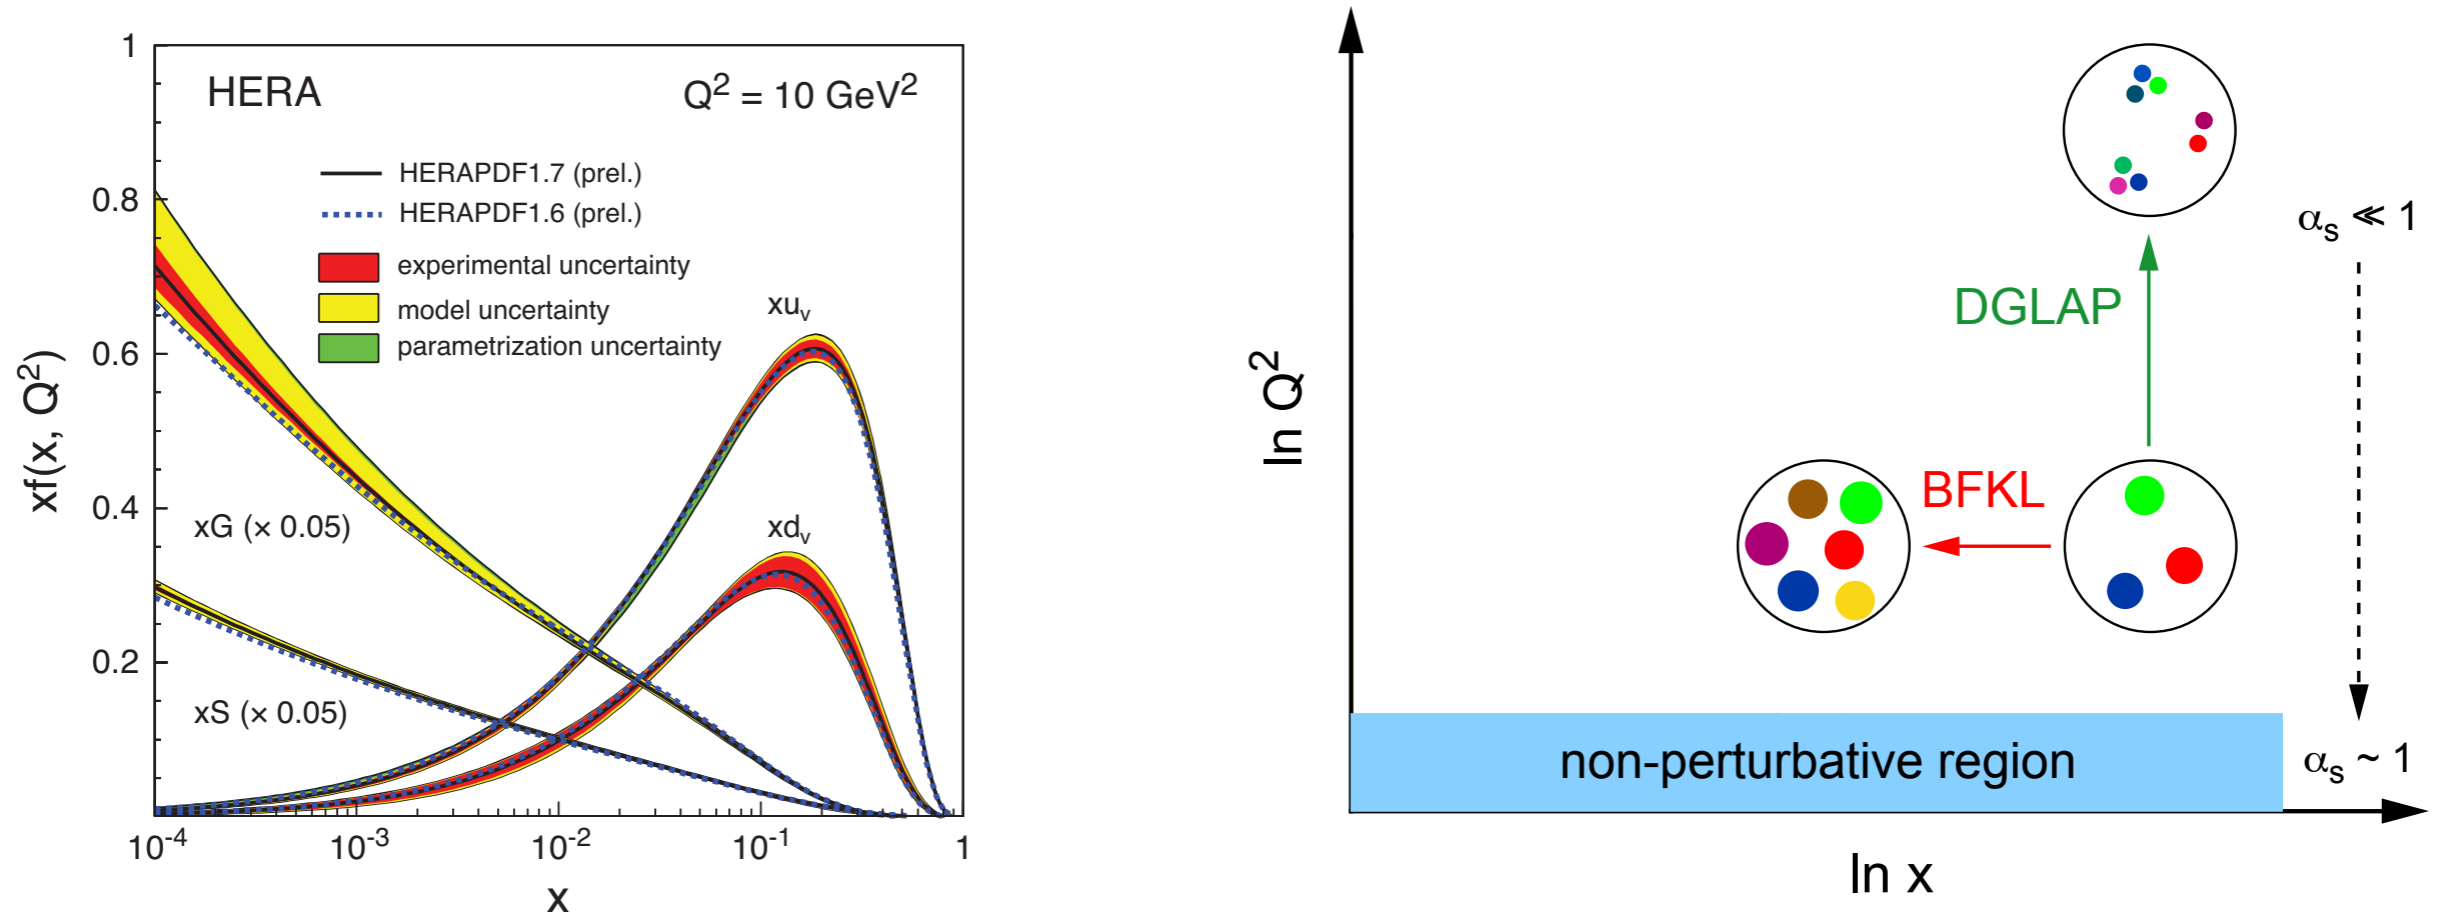 HERA
Q² = 10 GeV²
HERAPDF1.7 (prel.)
HERAPDF1.6 (prel.)
experimental uncertainty
model uncertainty
parametrization uncertainty
xu_v
xd_v
xG (× 0.05)
xS (× 0.05)
xf(x, Q²)
1
0.8
0.6
0.4
0.2
10⁻⁴ 10⁻³ 10⁻² 10⁻¹ 1
x
ln Q²
DGLAP
BFKL
α_s ≪ 1
non-perturbative region
α_s ~ 1
ln x